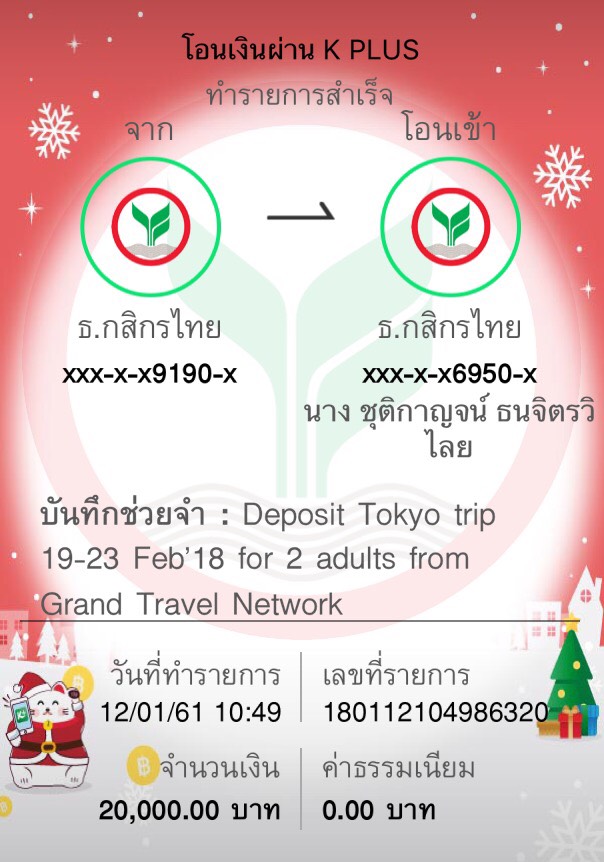 โอนเงินผ่าน K PLUS
ทำรายการสำเร็จ
จาก
โอนเข้า
ธ.กสิกรไทย
xxx-x-x9190-x
ธ.กสิกรไทย
xxx-x-x6950-x
นาง ชุติกาญจน์ ธนจิตรวิ
ไลย
บันทึกช่วยจำ : Deposit Tokyo trip
19-23 Feb’18 for 2 adults from
Grand Travel Network
วันที่ทำรายการ
12/01/61 10:49
เลขที่รายการ
180112104986320
จำนวนเงิน
20,000.00 บาท
ค่าธรรมเนียม
0.00 บาท